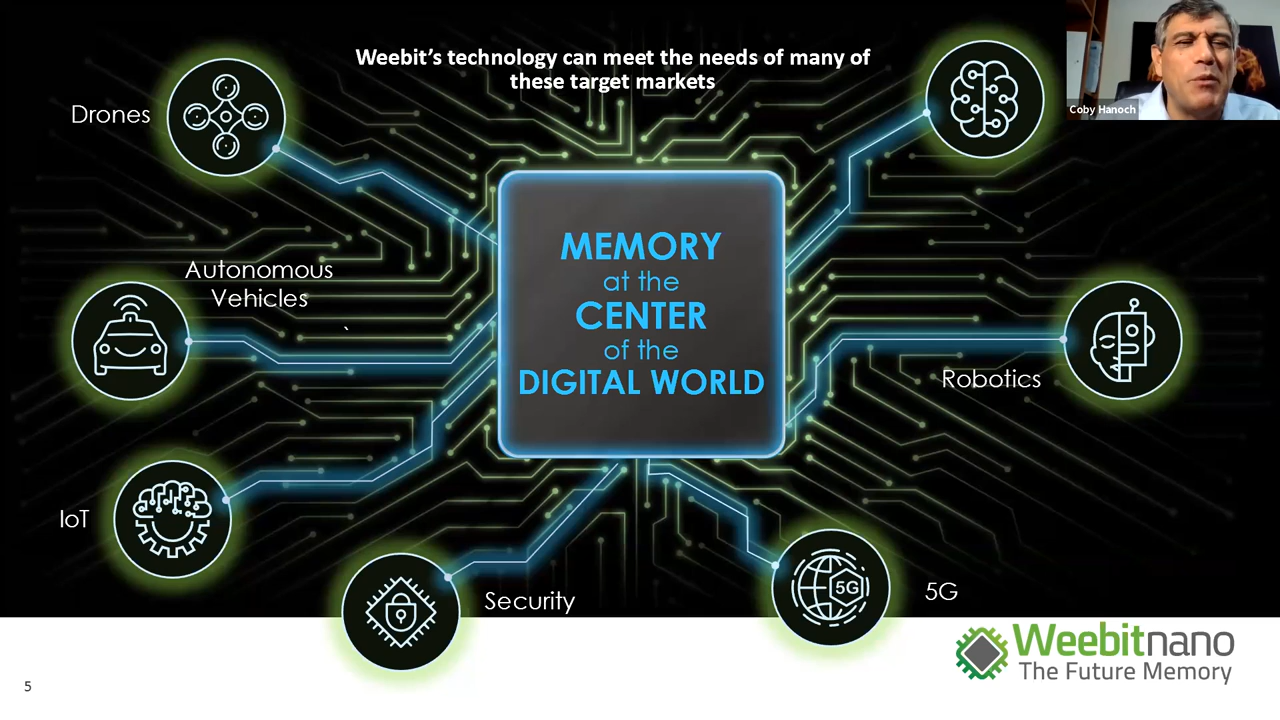 Weebit's technology can meet the needs of many of
these target markets
Coby Hanoch
Drones
MEMORY
at the
CENTER
of the
DIGITAL WORLD
Autonomous
Vehicles
Robotics
IoT
Security
5G
5G
Weebitnano
The Future Memory
5